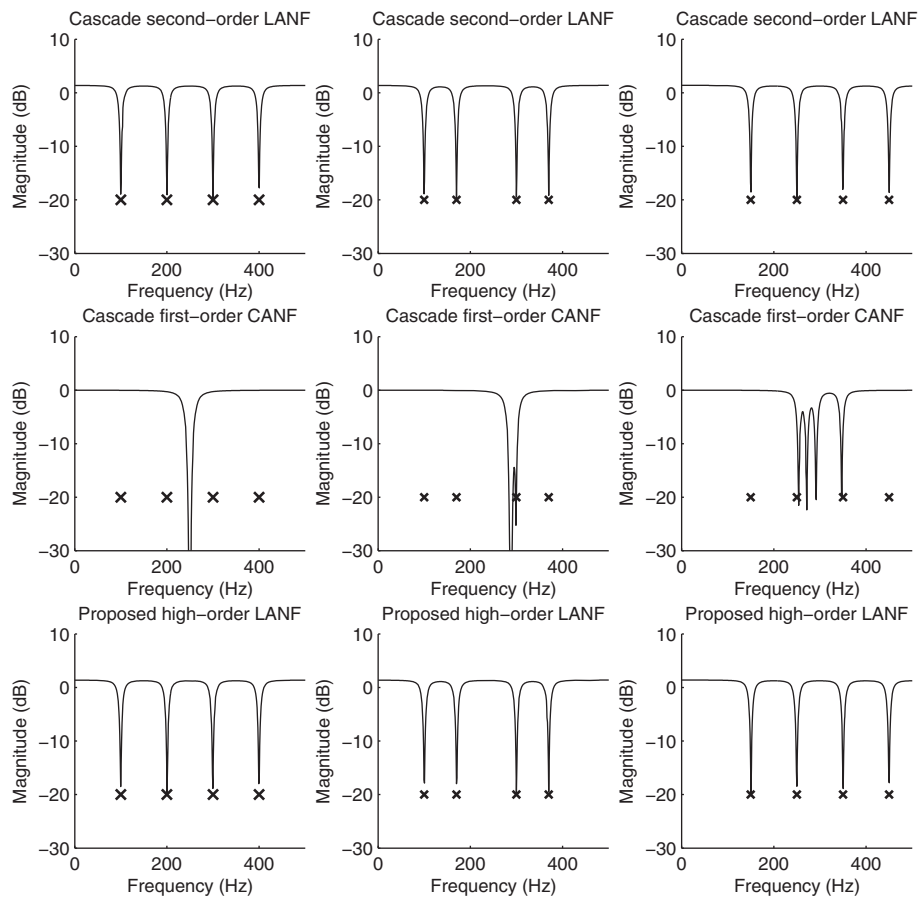 Cascade second−order LANF
Magnitude (dB)
10
0
−10
−20
−30
0
200
400
Frequency (Hz)
Cascade second−order LANF
Magnitude (dB)
10
0
−10
−20
−30
0
200
400
Frequency (Hz)
Cascade second−order LANF
Magnitude (dB)
10
0
−10
−20
−30
0
200
400
Frequency (Hz)
Cascade first−order CANF
Magnitude (dB)
10
0
−10
−20
−30
0
200
400
Frequency (Hz)
Cascade first−order CANF
Magnitude (dB)
10
0
−10
−20
−30
0
200
400
Frequency (Hz)
Cascade first−order CANF
Magnitude (dB)
10
0
−10
−20
−30
0
200
400
Frequency (Hz)
Proposed high−order LANF
Magnitude (dB)
10
0
−10
−20
−30
0
200
400
Frequency (Hz)
Proposed high−order LANF
Magnitude (dB)
10
0
−10
−20
−30
0
200
400
Frequency (Hz)
Proposed high−order LANF
Magnitude (dB)
10
0
−10
−20
−30
0
200
400
Frequency (Hz)